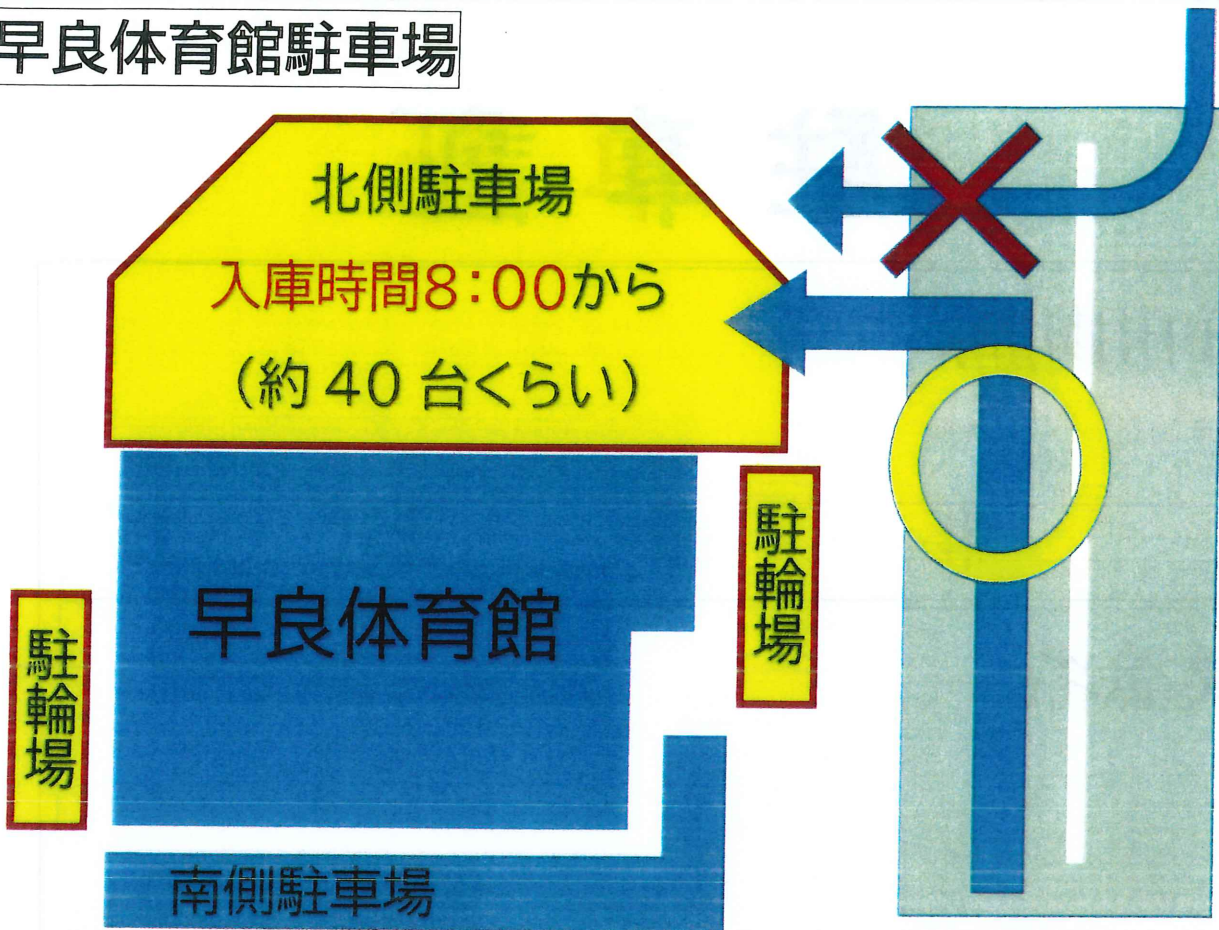 早良体育館駐車場
北側駐車場
入庫時間8:00から
（約40台くらい）
駐輪場
早良体育館
駐輪場
南側駐車場